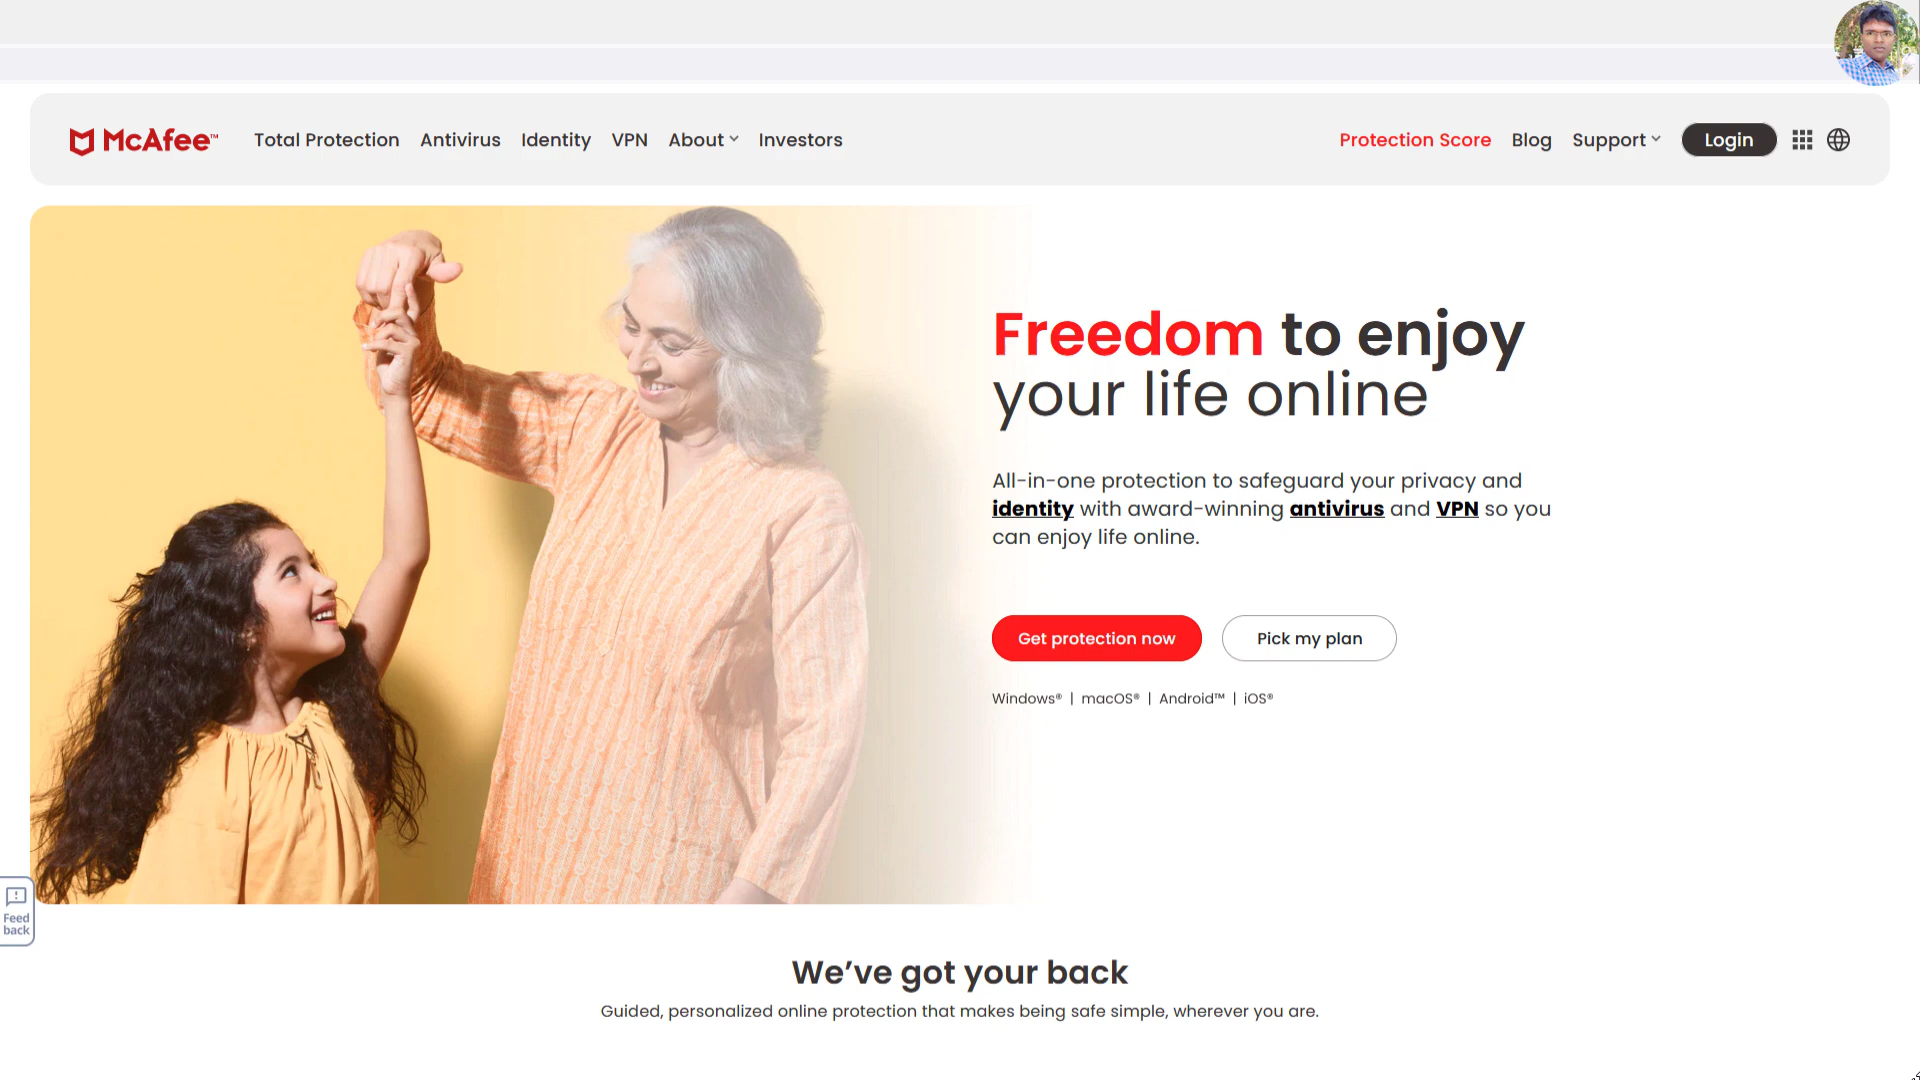 McAfee™ Total Protection Antivirus Identity VPN About Investors Protection Score Blog Support Login
Freedom to enjoy
your life online
All-in-one protection to safeguard your privacy and
identity with award-winning antivirus and VPN so you
can enjoy life online.
Get protection now Pick my plan
Windows® | macOS® | Android™ | iOS®
Feed
back
We’ve got your back
Guided, personalized online protection that makes being safe simple, wherever you are.